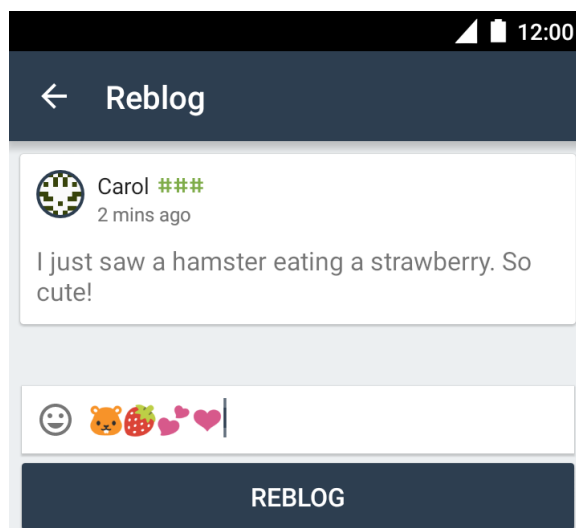 12:00
Reblog
Carol ###
2 mins ago
I just saw a hamster eating a strawberry. So
cute!
🐹🍓💕❤
REBLOG